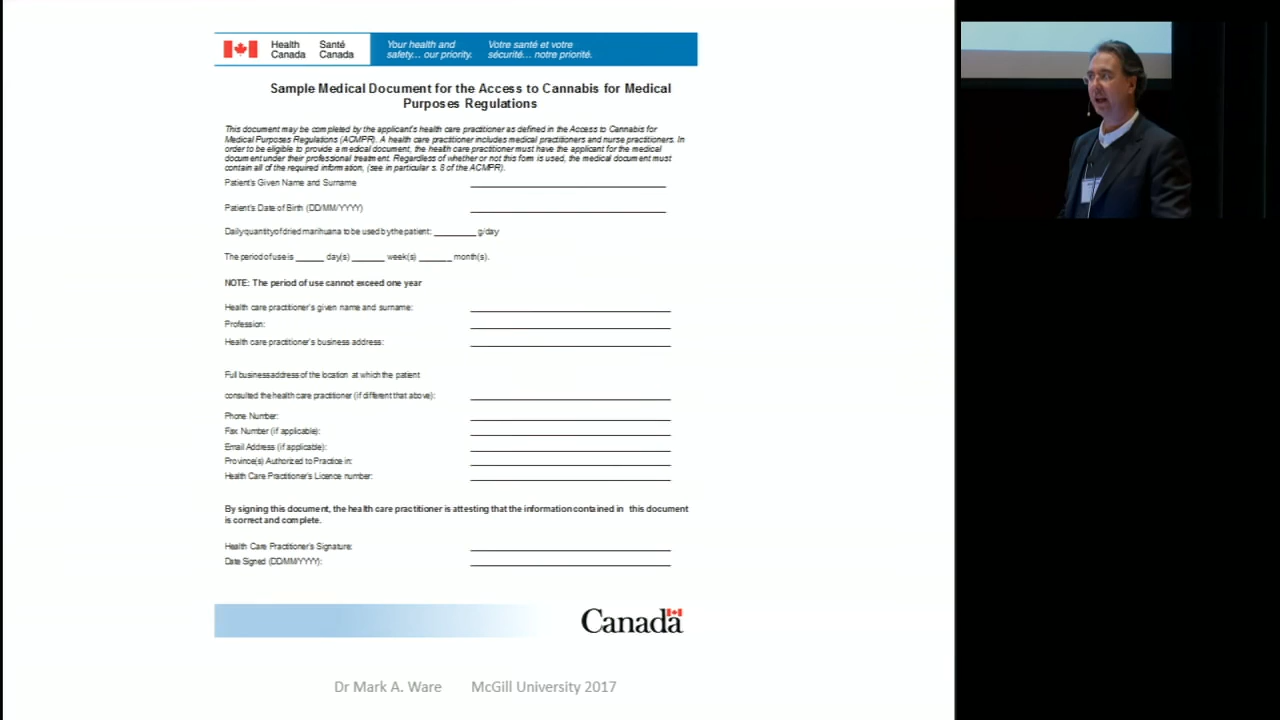 Health Canada
Santé Canada
Your health and safety... our priority.
Votre santé et votre sécurité... notre priorité.
Sample Medical Document for the Access to Cannabis for Medical
Purposes Regulations
This document may be completed by the applicant's health care practitioner as defined in the Access to Cannabis for
Medical Purposes Regulations (ACMPR). A health care practitioner includes medical practitioners and nurse practitioners. In
order to be eligible to provide a medical document, the health care practitioner must have the applicant for the medical
document under their professional treatment. Regardless of whether or not this form is used, the medical document must
contain all of the required information, (see in particular s. 8 of the ACMPR).
Patient's Given Name and Surname
Patient's Date of Birth (DD/MM/YYYY)
Daily quantity of dried marihuana to be used by the patient: ________ g/day
The period of use is ______ day(s) ______ week(s) ______ month(s).
NOTE: The period of use cannot exceed one year
Health care practitioner's given name and surname:
Profession:
Health care practitioner's business address:
Full business address of the location at which the patient
consulted the health care practitioner (if different that above):
Phone Number:
Fax Number (if applicable):
Email Address (if applicable):
Province(s) Authorized to Practice in:
Health Care Practitioner's Licence number:
By signing this document, the health care practitioner is attesting that the information contained in this document
is correct and complete.
Health Care Practitioner's Signature:
Date Signed (DD/MM/YYYY):
Canada
Dr Mark A. Ware McGill University 2017